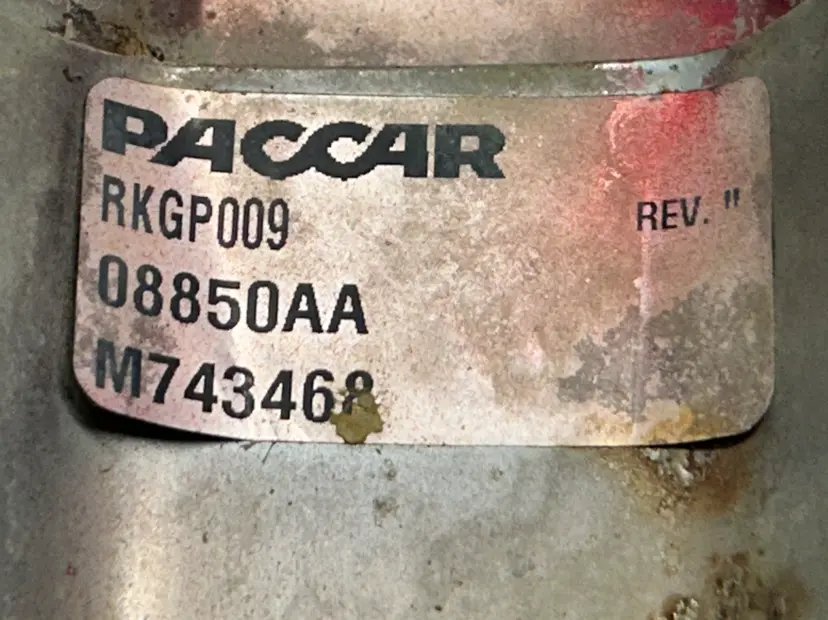 PACCAR
RKGP009 REV. "
08850AA
M743468